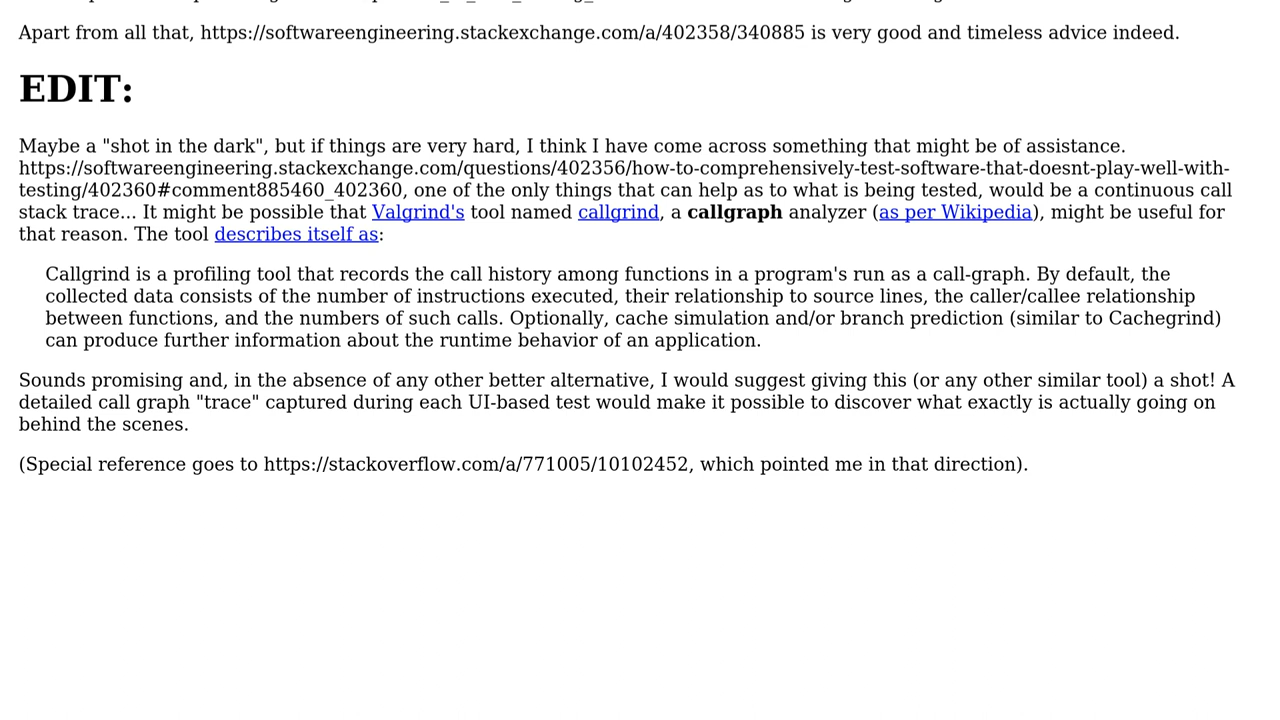 Apart from all that, https://softwareengineering.stackexchange.com/a/402358/340885 is very good and timeless advice indeed.
EDIT:
Maybe a "shot in the dark", but if things are very hard, I think I have come across something that might be of assistance.
https://softwareengineering.stackexchange.com/questions/402356/how-to-comprehensively-test-software-that-doesnt-play-well-with-
testing/402360#comment885460_402360, one of the only things that can help as to what is being tested, would be a continuous call
stack trace... It might be possible that Valgrind's tool named callgrind, a callgraph analyzer (as per Wikipedia), might be useful for
that reason. The tool describes itself as:
Callgrind is a profiling tool that records the call history among functions in a program's run as a call-graph. By default, the
collected data consists of the number of instructions executed, their relationship to source lines, the caller/callee relationship
between functions, and the numbers of such calls. Optionally, cache simulation and/or branch prediction (similar to Cachegrind)
can produce further information about the runtime behavior of an application.
Sounds promising and, in the absence of any other better alternative, I would suggest giving this (or any other similar tool) a shot! A
detailed call graph "trace" captured during each UI-based test would make it possible to discover what exactly is actually going on
behind the scenes.
(Special reference goes to https://stackoverflow.com/a/771005/10102452, which pointed me in that direction).